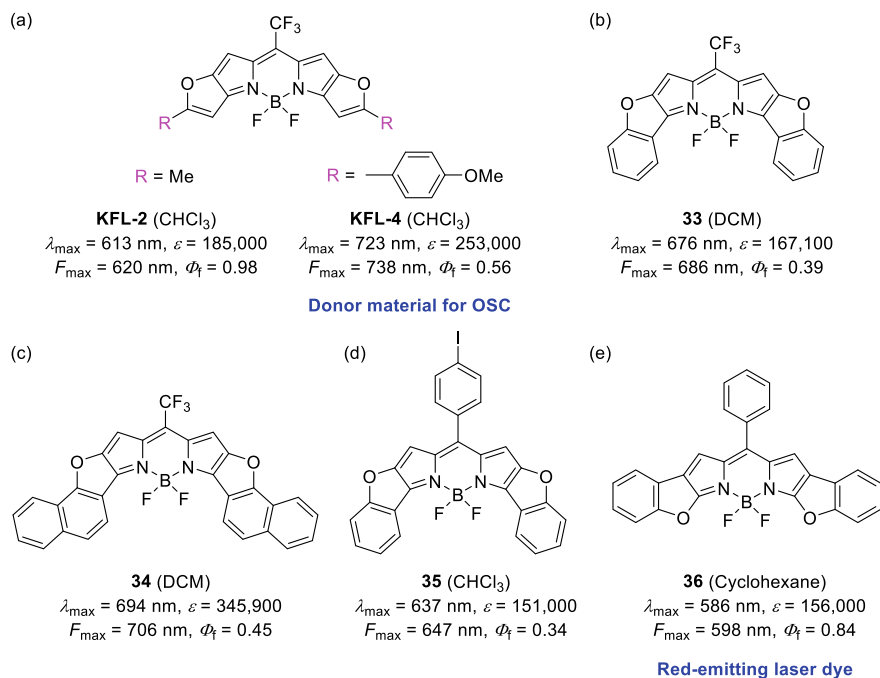 (a)
CF3
O
O
N
N
B
F
F
R
R
R = Me
R =
OMe
KFL-2 (CHCl3)
λmax = 613 nm, ε = 185,000
Fmax = 620 nm, Φf = 0.98
KFL-4 (CHCl3)
λmax = 723 nm, ε = 253,000
Fmax = 738 nm, Φf = 0.56
Donor material for OSC
(b)
CF3
O
O
N
N
B
F
F
33 (DCM)
λmax = 676 nm, ε = 167,100
Fmax = 686 nm, Φf = 0.39
(c)
CF3
O
O
N
N
B
F
F
34 (DCM)
λmax = 694 nm, ε = 345,900
Fmax = 706 nm, Φf = 0.45
(d)
I
O
O
N
N
B
F
F
35 (CHCl3)
λmax = 637 nm, ε = 151,000
Fmax = 647 nm, Φf = 0.34
(e)
N
N
B
O
F
F
O
36 (Cyclohexane)
λmax = 586 nm, ε = 156,000
Fmax = 598 nm, Φf = 0.84
Red-emitting laser dye